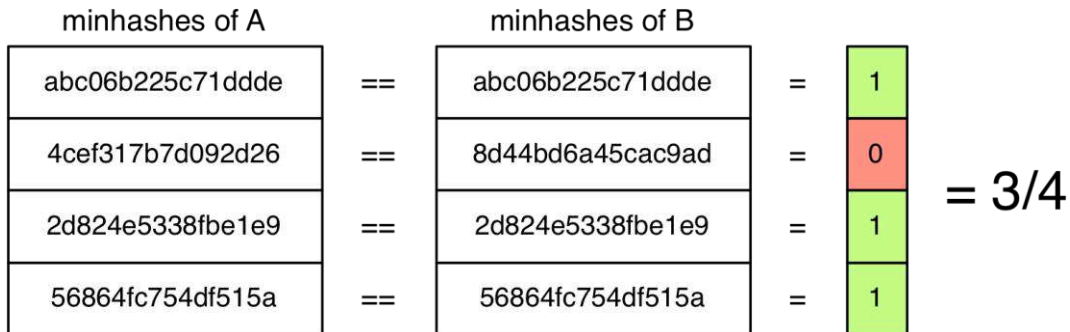 minhashes of A minhashes of B
abc06b225c71ddde == abc06b225c71ddde = 1
4cef317b7d092d26 == 8d44bd6a45cac9ad = 0
= 3/4
2d824e5338fbe1e9 == 2d824e5338fbe1e9 = 1
56864fc754df515a == 56864fc754df515a = 1